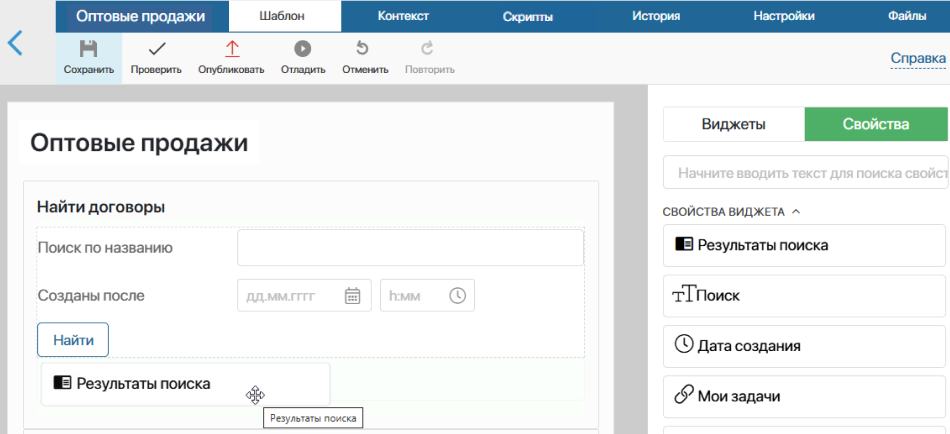 Оптовые продажи Шаблон Контекст Скрипты История Настройки Файлы
Сохранить Проверить Опубликовать Отладить Отменить Повторить Справка
Оптовые продажи
Найти договоры
Поиск по названию
Созданы после дд.мм.гггг h:мм
Найти
Результаты поиска
Результаты поиска
Виджеты Свойства
Начните вводить текст для поиска свойст
СВОЙСТВА ВИДЖЕТА
Результаты поиска
Поиск
Дата создания
Мои задачи